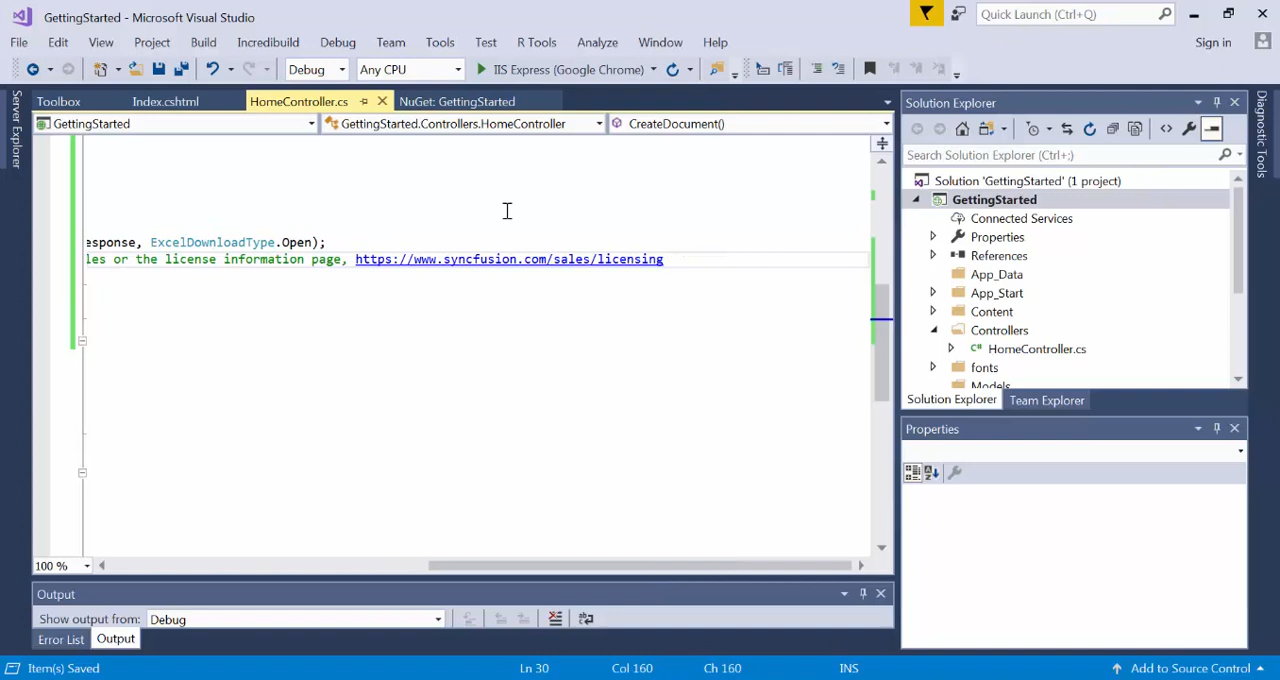 GettingStarted - Microsoft Visual Studio
Quick Launch (Ctrl+Q)
File Edit View Project Build Incredibuild Debug Team Tools Test R Tools Analyze Window Help
Sign in
Debug Any CPU IIS Express (Google Chrome)
Toolbox Index.cshtml HomeController.cs NuGet: GettingStarted
GettingStarted GettingStarted.Controllers.HomeController CreateDocument()
Server Explorer
esponse, ExcelDownloadType.Open);
les or the license information page, https://www.syncfusion.com/sales/licensing
100 %
Solution Explorer
Search Solution Explorer (Ctrl+;)
Solution 'GettingStarted' (1 project)
GettingStarted
Connected Services
Properties
References
App_Data
App_Start
Content
Controllers
C# HomeController.cs
fonts
Models
Solution Explorer Team Explorer
Properties
Diagnostic Tools
Output
Show output from: Debug
Error List Output
Item(s) Saved Ln 30 Col 160 Ch 160 INS Add to Source Control